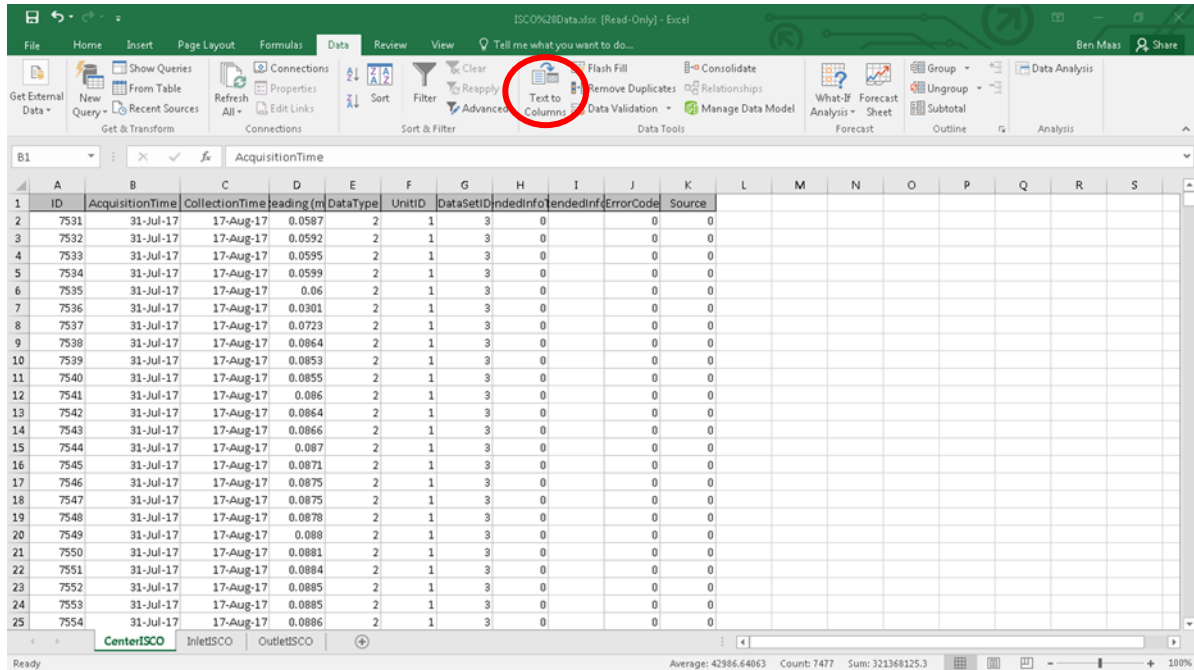 ISCO%20Data.xlsx [Read-Only] - Excel
File Home Insert Page Layout Formulas Data Review View Tell me what you want to do... Ben Maas Share
Get External Data
New Query
Show Queries
From Table
Recent Sources
Get & Transform
Refresh All
Connections
Properties
Edit Links
Connections
Sort
Filter
Clear
Reapply
Advanced
Sort & Filter
Text to Columns
Flash Fill
Remove Duplicates
Data Validation
Consolidate
Relationships
Manage Data Model
Data Tools
What-If Analysis
Forecast Sheet
Forecast
Group
Ungroup
Subtotal
Outline
Data Analysis
Analysis
B1 fx AcquisitionTime
A B C D E F G H I J K L M N O P Q R S
1 ID AcquisitionTime CollectionTime eading (m DataType UnitID DataSetID ndedInfo endedInfo ErrorCode Source
2 7531 31-Jul-17 17-Aug-17 0.0587 2 1 3 0 0 0
3 7532 31-Jul-17 17-Aug-17 0.0592 2 1 3 0 0 0
4 7533 31-Jul-17 17-Aug-17 0.0595 2 1 3 0 0 0
5 7534 31-Jul-17 17-Aug-17 0.0599 2 1 3 0 0 0
6 7535 31-Jul-17 17-Aug-17 0.06 2 1 3 0 0 0
7 7536 31-Jul-17 17-Aug-17 0.0301 2 1 3 0 0 0
8 7537 31-Jul-17 17-Aug-17 0.0723 2 1 3 0 0 0
9 7538 31-Jul-17 17-Aug-17 0.0864 2 1 3 0 0 0
10 7539 31-Jul-17 17-Aug-17 0.0853 2 1 3 0 0 0
11 7540 31-Jul-17 17-Aug-17 0.0855 2 1 3 0 0 0
12 7541 31-Jul-17 17-Aug-17 0.086 2 1 3 0 0 0
13 7542 31-Jul-17 17-Aug-17 0.0864 2 1 3 0 0 0
14 7543 31-Jul-17 17-Aug-17 0.0866 2 1 3 0 0 0
15 7544 31-Jul-17 17-Aug-17 0.087 2 1 3 0 0 0
16 7545 31-Jul-17 17-Aug-17 0.0871 2 1 3 0 0 0
17 7546 31-Jul-17 17-Aug-17 0.0875 2 1 3 0 0 0
18 7547 31-Jul-17 17-Aug-17 0.0875 2 1 3 0 0 0
19 7548 31-Jul-17 17-Aug-17 0.0878 2 1 3 0 0 0
20 7549 31-Jul-17 17-Aug-17 0.088 2 1 3 0 0 0
21 7550 31-Jul-17 17-Aug-17 0.0881 2 1 3 0 0 0
22 7551 31-Jul-17 17-Aug-17 0.0884 2 1 3 0 0 0
23 7552 31-Jul-17 17-Aug-17 0.0885 2 1 3 0 0 0
24 7553 31-Jul-17 17-Aug-17 0.0885 2 1 3 0 0 0
25 7554 31-Jul-17 17-Aug-17 0.0886 2 1 3 0 0 0
CenterISCO InletISCO OutletISCO
Ready Average: 42986.64063 Count: 7477 Sum: 321368125.3 100%